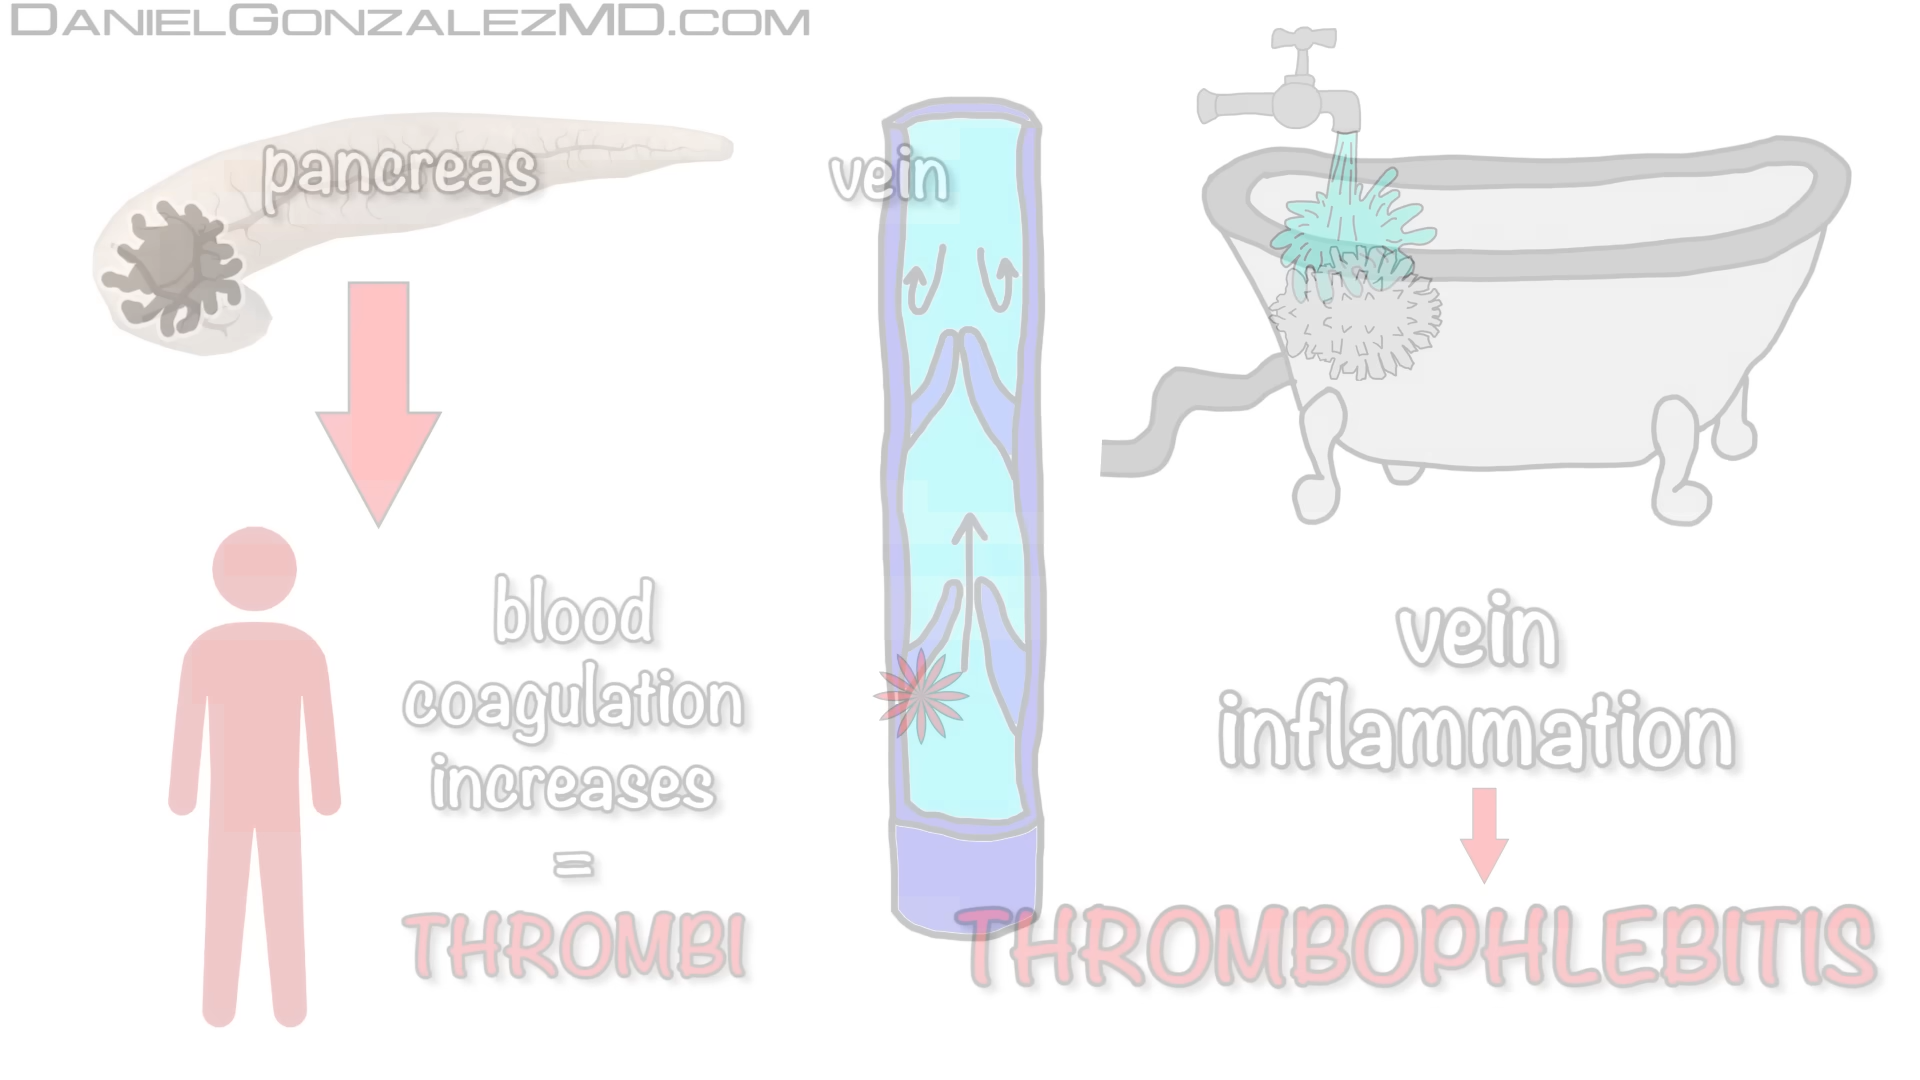 DANIELGONZALEZMD.COM
pancreas
vein
blood
coagulation
increases
=
THROMBI
vein
inflammation
THROMBOPHLEBITIS